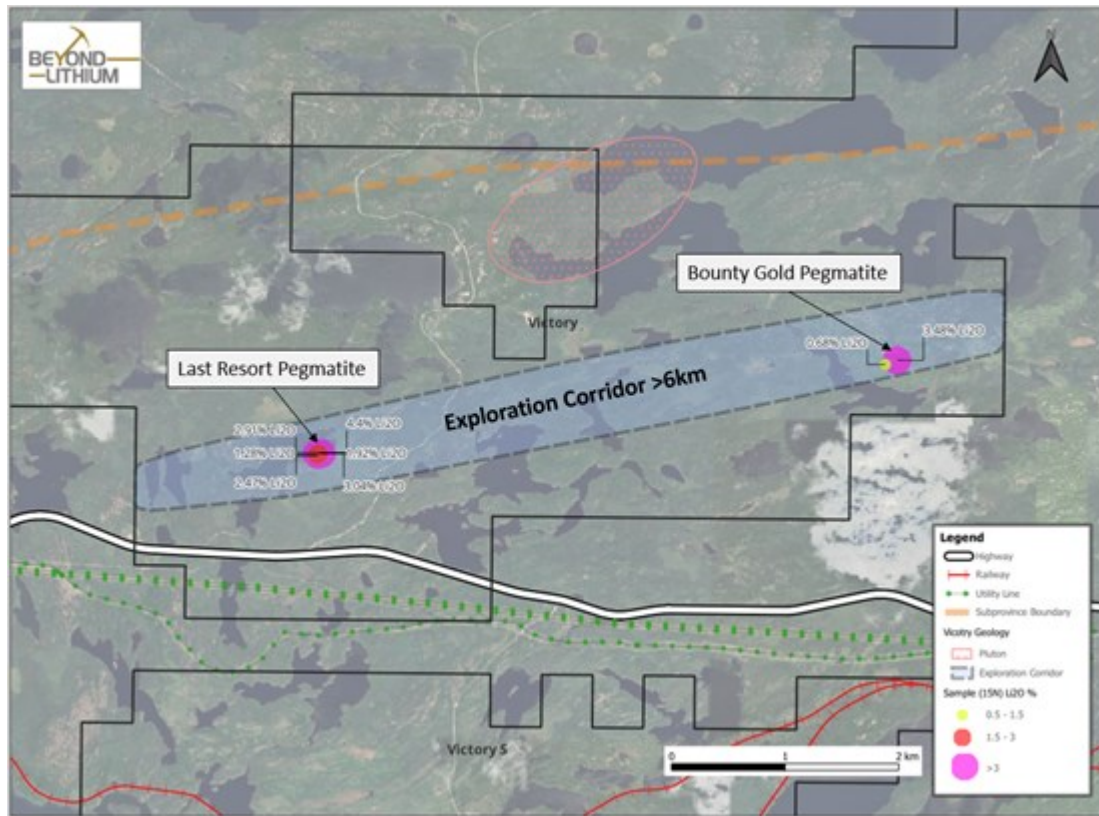 BEYOND
LITHIUM
Bounty Gold Pegmatite
Victory
0.68% Li2O
3.48% Li2O
Last Resort Pegmatite
Exploration Corridor >6km
2.91% Li2O
4.4% Li2O
1.28% Li2O
1.92% Li2O
2.47% Li2O
3.04% Li2O
Legend
Highway
Railway
Utility Line
Subprovince Boundary
Vicotry Geology
Pluton
Exploration Corridor
Sample (15N) Li2O %
0.5 - 1.5
1.5 - 3
>3
Victory S
0 1 2 km